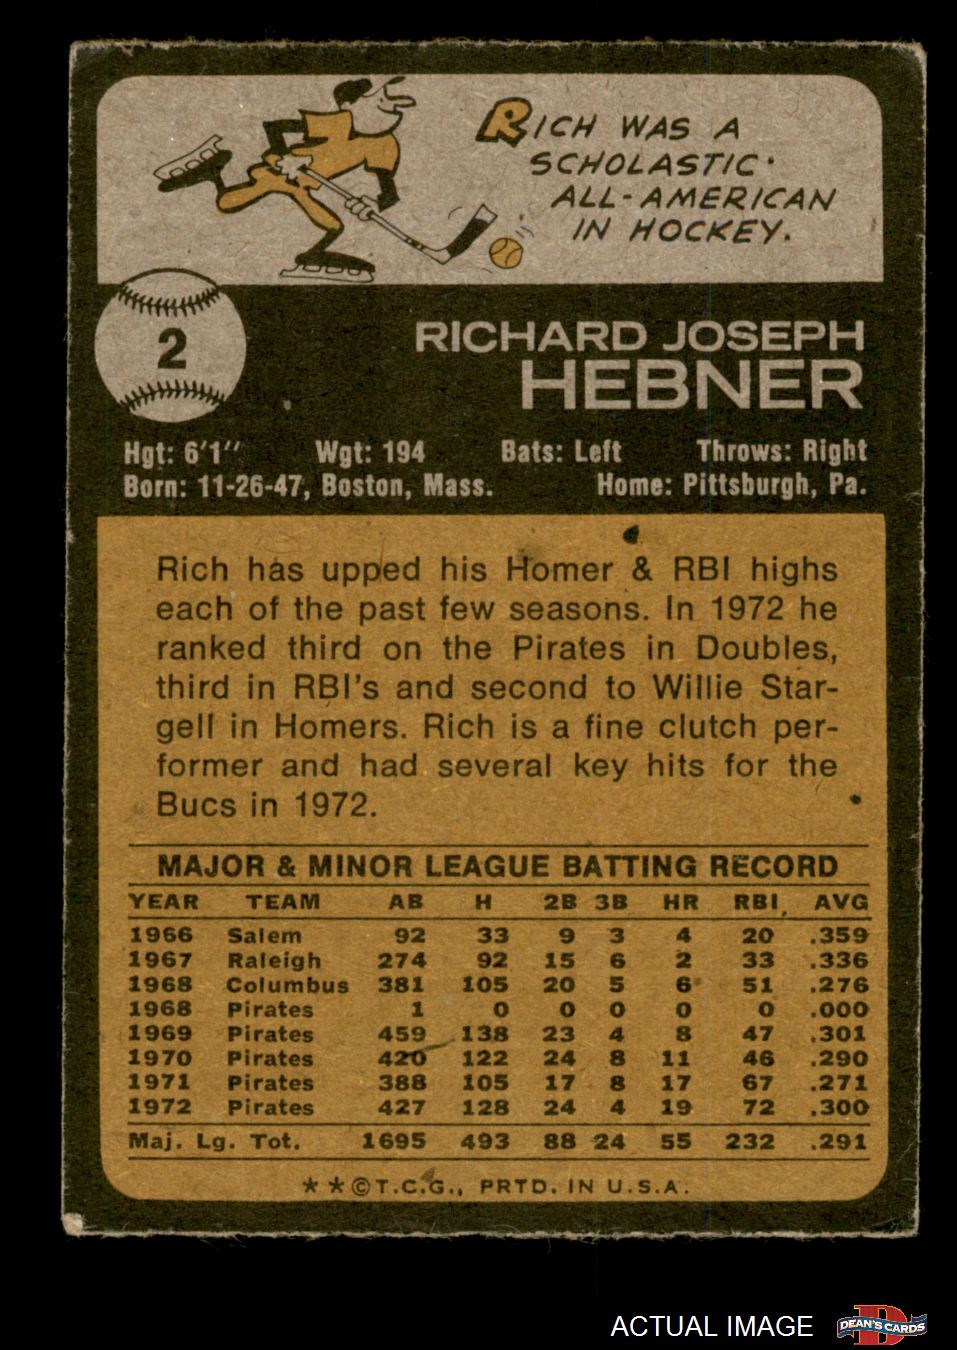 RICH WAS A
SCHOLASTIC
ALL-AMERICAN
IN HOCKEY.
2
RICHARD JOSEPH
HEBNER
Hgt: 6'1" Wgt: 194 Bats: Left Throws: Right
Born: 11-26-47, Boston, Mass. Home: Pittsburgh, Pa.
Rich has upped his Homer & RBI highs
each of the past few seasons. In 1972 he
ranked third on the Pirates in Doubles,
third in RBI's and second to Willie Star-
gell in Homers. Rich is a fine clutch per-
former and had several key hits for the
Bucs in 1972.
MAJOR & MINOR LEAGUE BATTING RECORD
YEAR TEAM AB H 2B 3B HR RBI AVG
1966 Salem 92 33 9 3 4 20 .359
1967 Raleigh 274 92 15 6 2 33 .336
1968 Columbus 381 105 20 5 6 51 .276
1968 Pirates 1 0 0 0 0 0 .000
1969 Pirates 459 138 23 4 8 47 .301
1970 Pirates 420 122 24 8 11 46 .290
1971 Pirates 388 105 17 8 17 67 .271
1972 Pirates 427 128 24 4 19 72 .300
Maj. Lg. Tot. 1695 493 88 24 55 232 .291
**©T.C.G., PRTD. IN U.S.A.
ACTUAL IMAGE
DEAN'S CARDS